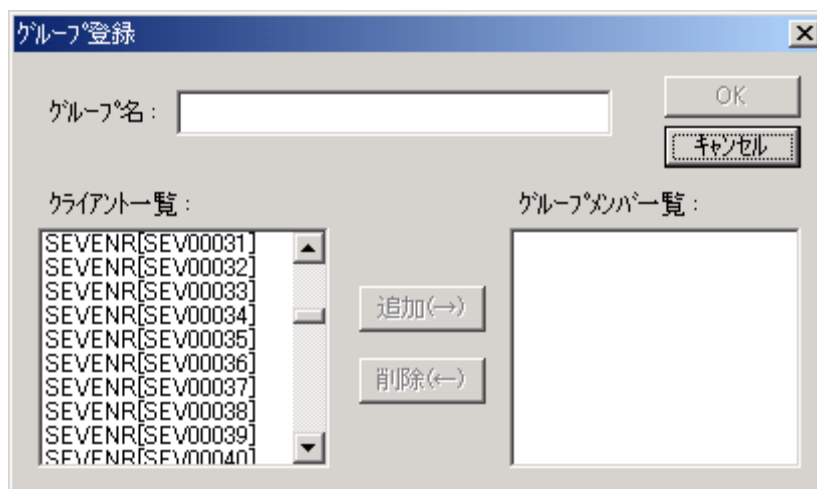 ｸﾞﾙｰﾌﾟ登録
ｸﾞﾙｰﾌﾟ名：
OK
ｷｬﾝｾﾙ
ｸﾗｲｱﾝﾄ一覧：
ｸﾞﾙｰﾌﾟﾒﾝﾊﾞ一覧：
SEVENR[SEV00031]
SEVENR[SEV00032]
SEVENR[SEV00033]
SEVENR[SEV00034]
SEVENR[SEV00035]
SEVENR[SEV00036]
SEVENR[SEV00037]
SEVENR[SEV00038]
SEVENR[SEV00039]
SEVENR[SEV00040]
追加(→)
削除(←)